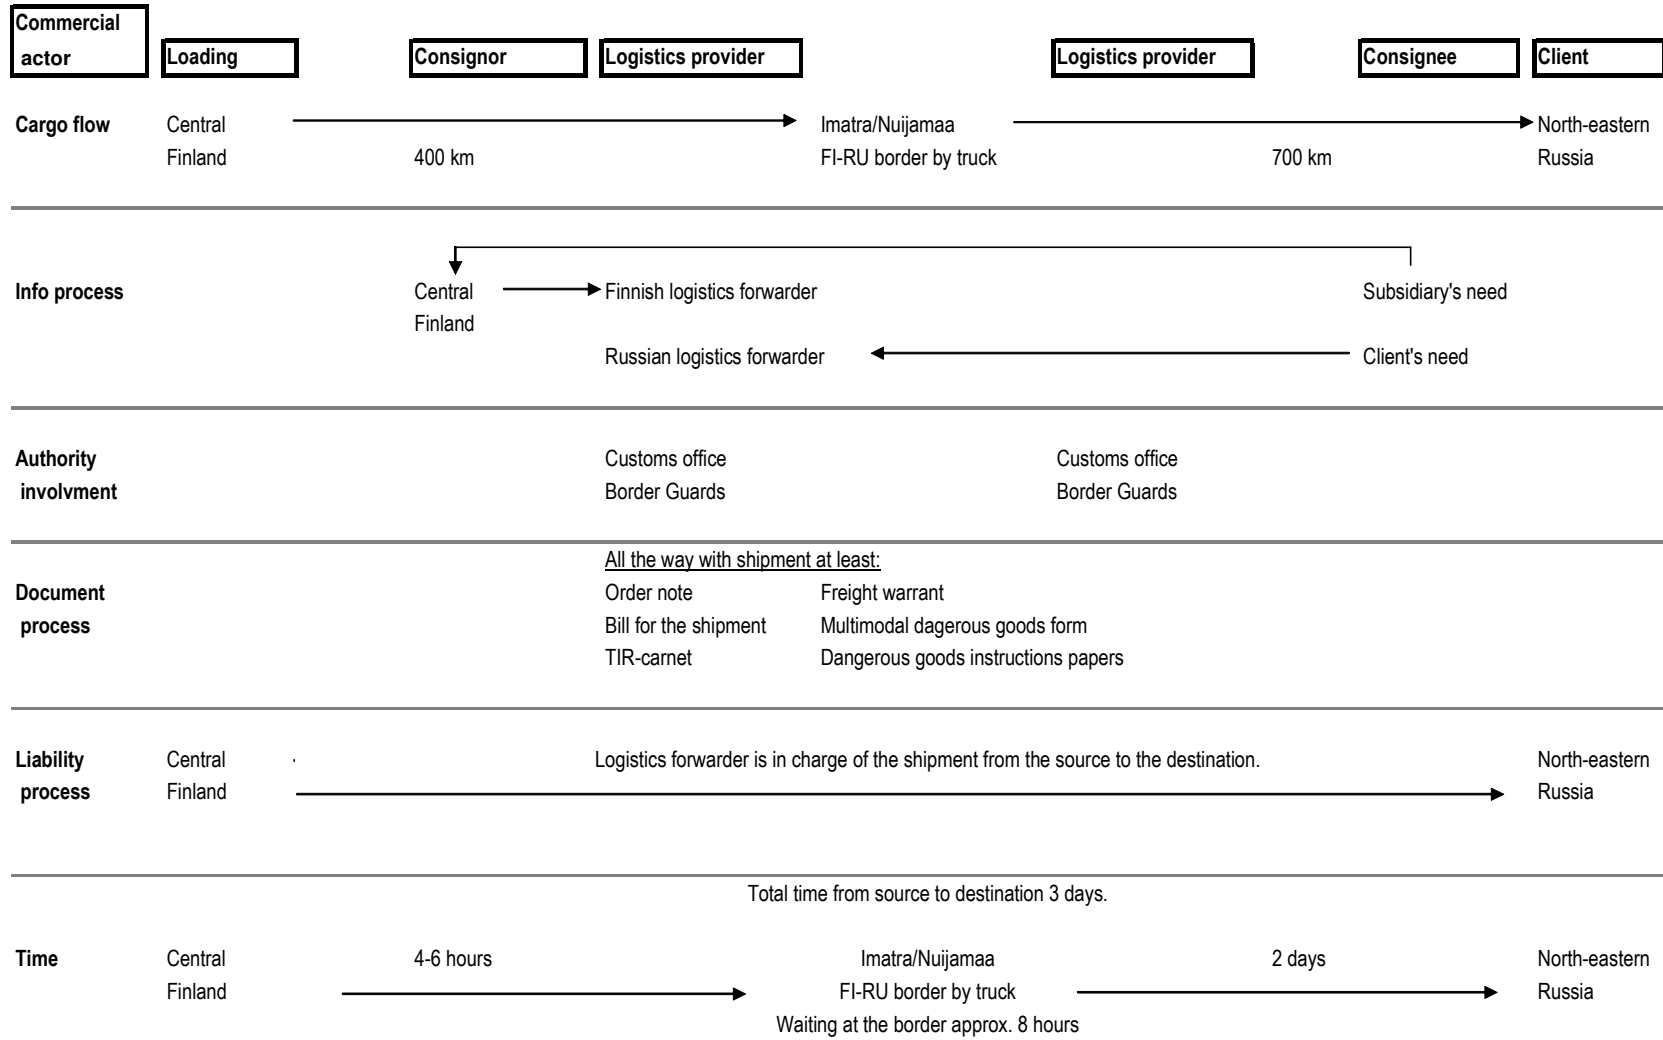 Commercial
actor
Loading
Consignor
Logistics provider
Logistics provider
Consignee
Client
Cargo flow
Central
Imatra/Nuijamaa
North-eastern
Finland
400 km
FI-RU border by truck
700 km
Russia
Info process
Central
Finnish logistics forwarder
Subsidiary's need
Finland
Russian logistics forwarder
Client's need
Authority
Customs office
Customs office
involvment
Border Guards
Border Guards
All the way with shipment at least:
Document
Order note
Freight warrant
process
Bill for the shipment
Multimodal dagerous goods form
TIR-carnet
Dangerous goods instructions papers
Liability
Central
Logistics forwarder is in charge of the shipment from the source to the destination.
North-eastern
process
Finland
Russia
Total time from source to destination 3 days.
Time
Central
4-6 hours
Imatra/Nuijamaa
2 days
North-eastern
Finland
FI-RU border by truck
Russia
Waiting at the border approx. 8 hours